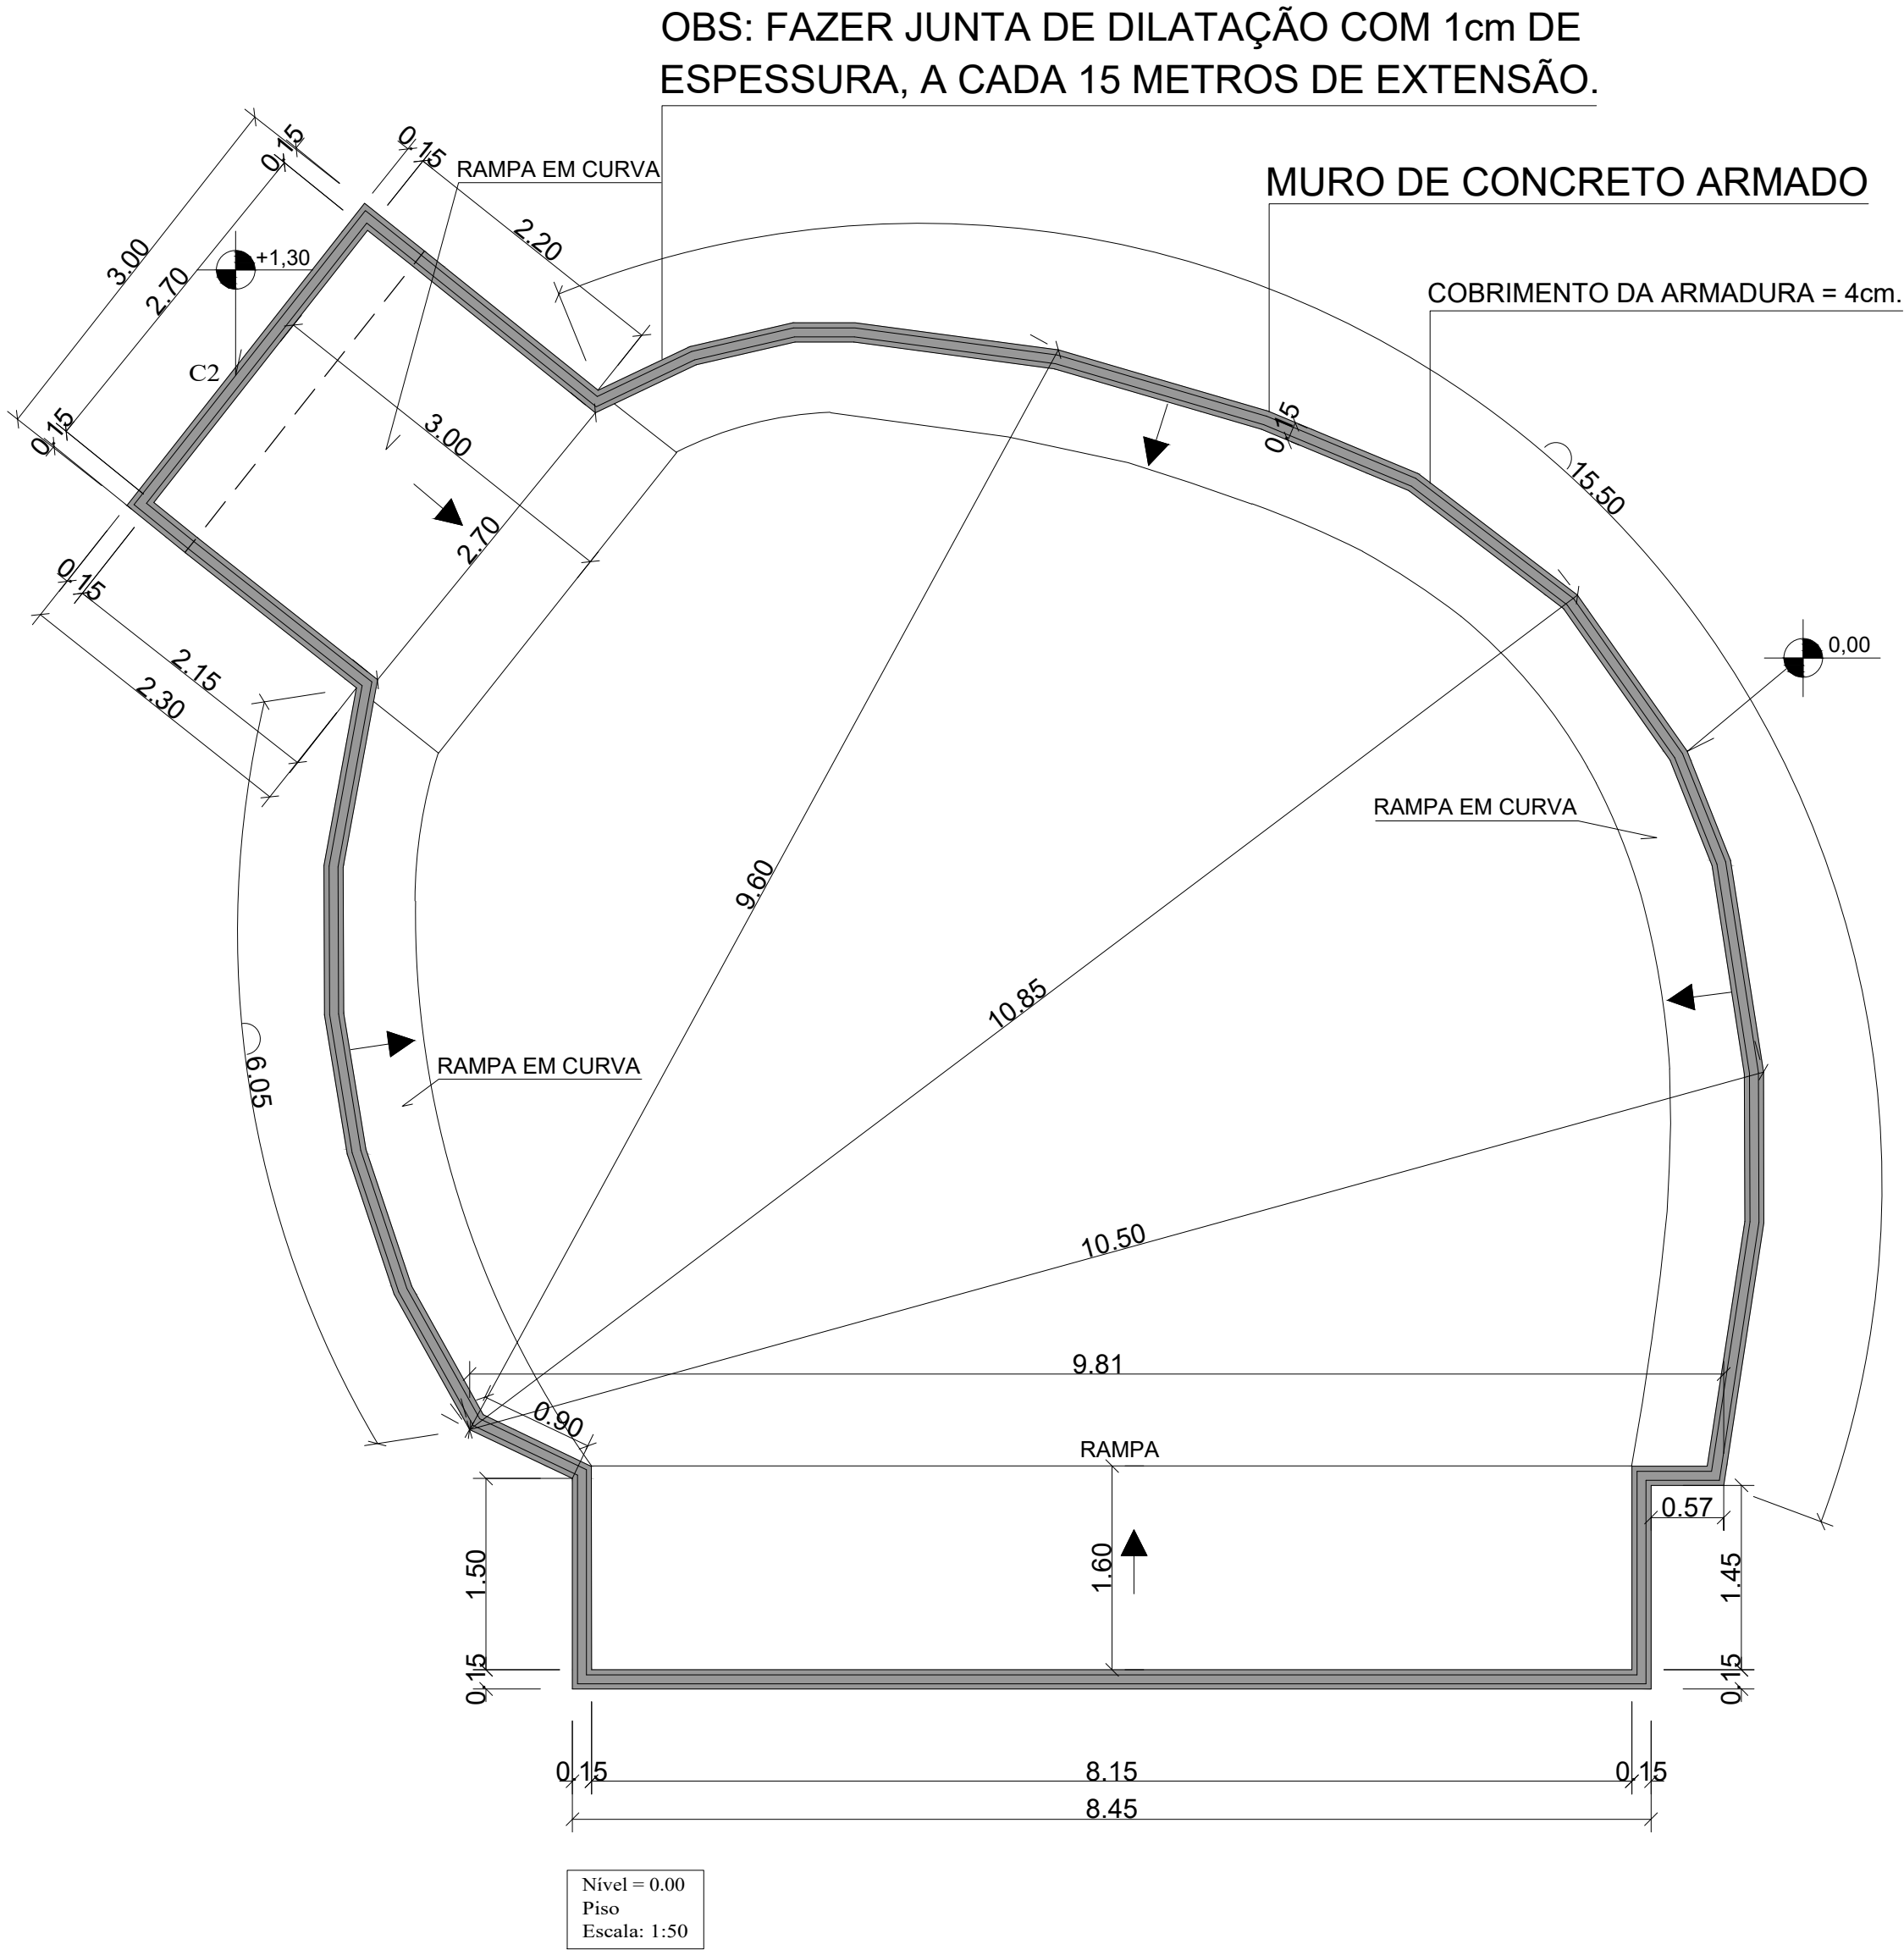 OBS: FAZER JUNTA DE DILATAÇÃO COM 1cm DE
ESPESSURA, A CADA 15 METROS DE EXTENSÃO.
0.15
0.15
0.15
RAMPA EM CURVA
MURO DE CONCRETO ARMADO
2.20
3.00
2.70
+1,30
COBRIMENTO DA ARMADURA = 4cm.
C2
0.15
0.15
3.00
15.50
2.70
0.15
2.15
2.30
0,00
RAMPA EM CURVA
9.60
10.85
6.05
RAMPA EM CURVA
10.50
9.81
0.90
RAMPA
0.57
1.50
1.60
1.45
0.15
0.15
0.15
8.15
0.15
8.45
Nível = 0.00
Piso
Escala: 1:50